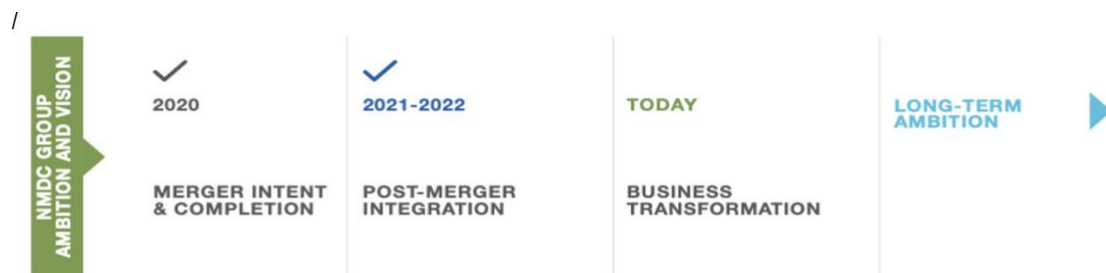 /
NMDC GROUP
AMBITION AND VISION
2020
MERGER INTENT
& COMPLETION
2021-2022
POST-MERGER
INTEGRATION
TODAY
BUSINESS
TRANSFORMATION
LONG-TERM
AMBITION